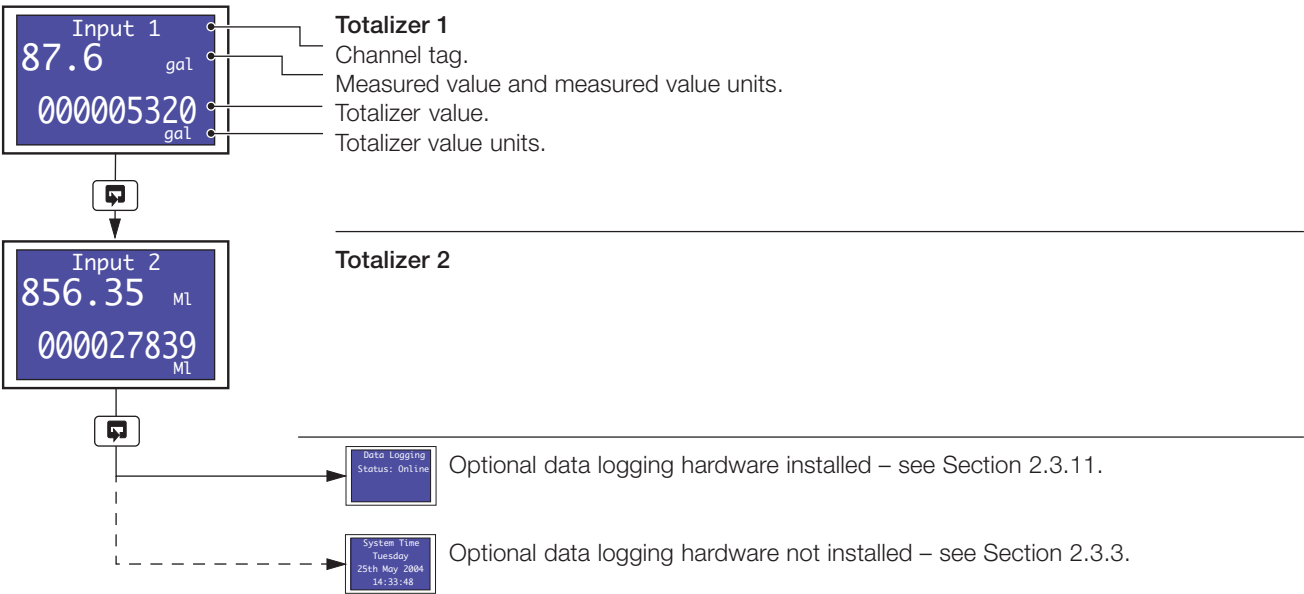 Input 1
87.6 gal
000005320
gal
Totalizer 1
Channel tag.
Measured value and measured value units.
Totalizer value.
Totalizer value units.
Input 2
856.35 Ml
000027839
Ml
Totalizer 2
Data Logging
Status: Online
Optional data logging hardware installed – see Section 2.3.11.
System Time
Tuesday
25th May 2004
14:33:48
Optional data logging hardware not installed – see Section 2.3.3.